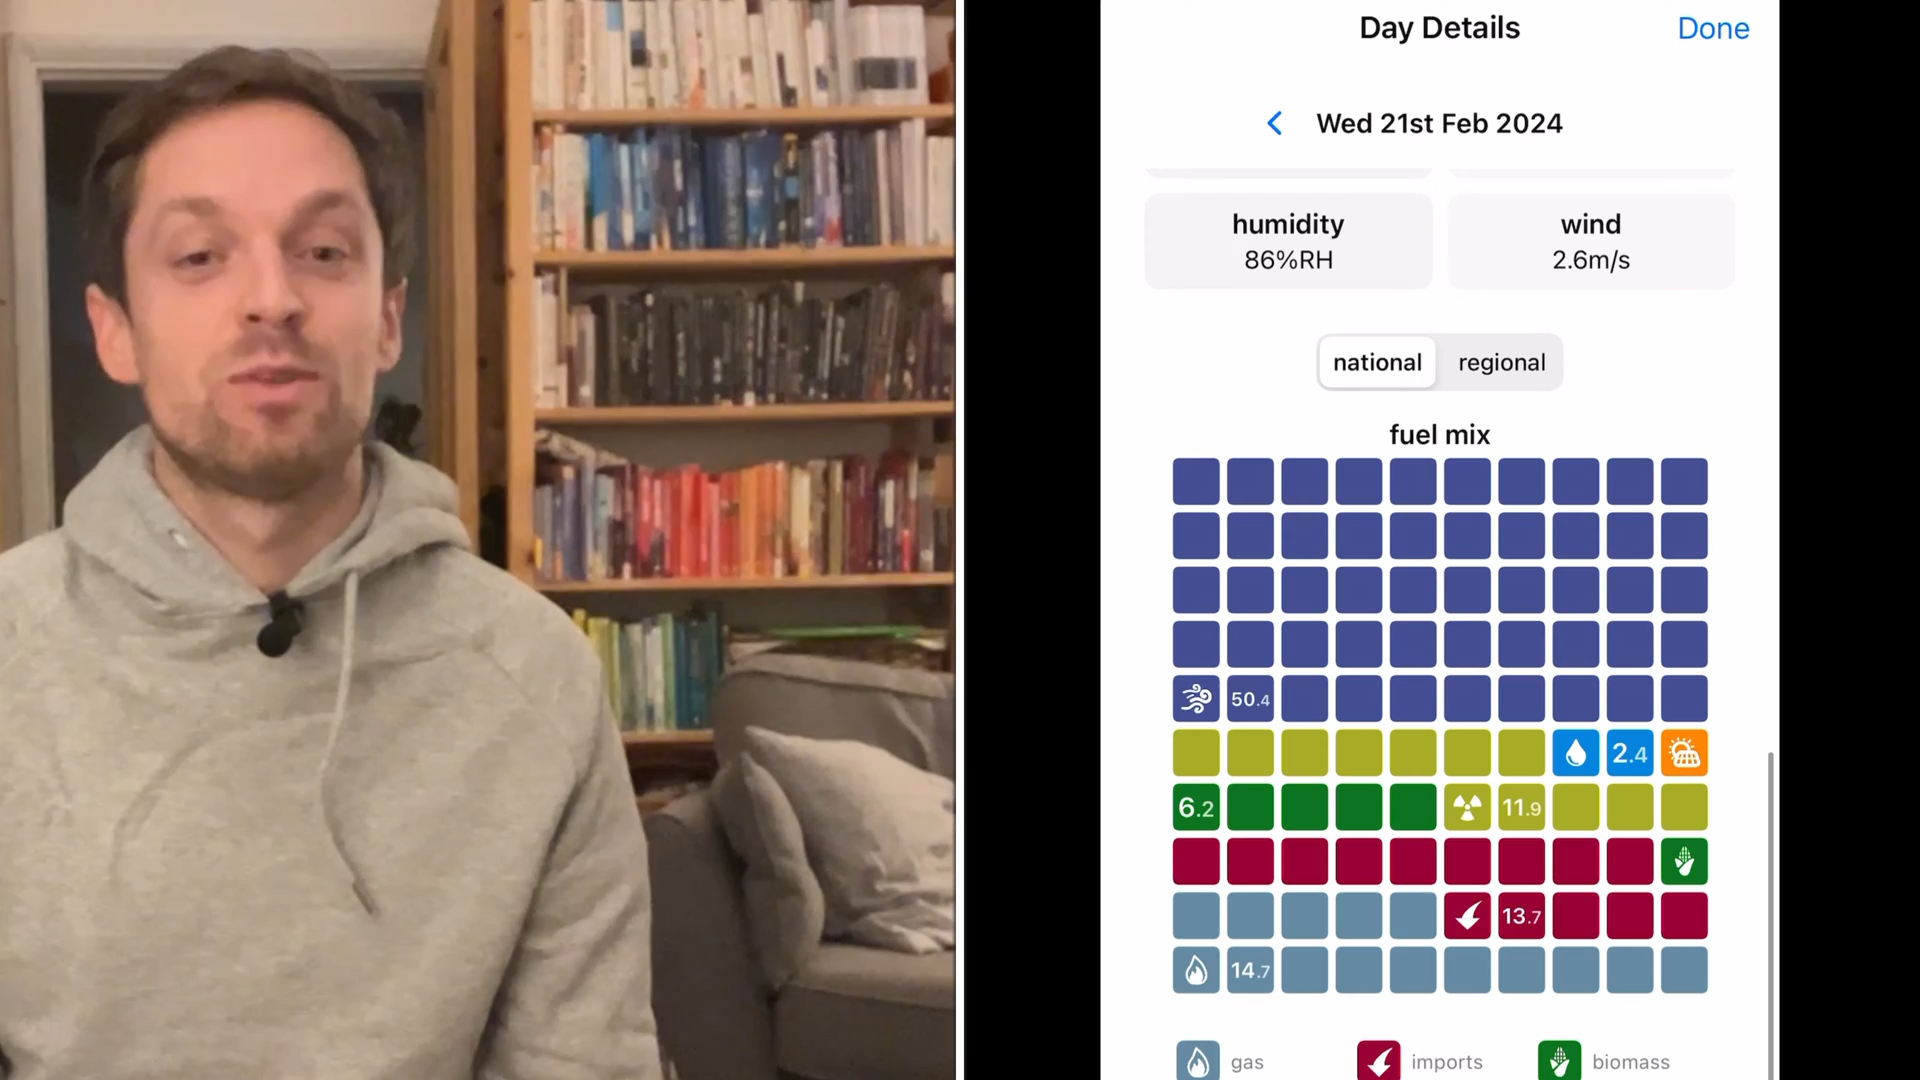 Day Details
Done
Wed 21st Feb 2024
humidity
86%RH
wind
2.6m/s
national
regional
fuel mix
50.4
2.4
6.2
11.9
13.7
14.7
gas
imports
biomass